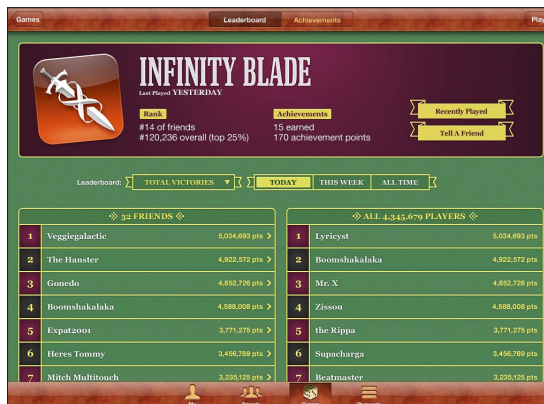 Games
Leaderboard
Achievements
Play
INFINITY BLADE
Last Played YESTERDAY
Rank
#14 of friends
#120,236 overall (top 25%)
Achievements
15 earned
170 achievement points
Recently Played
Tell A Friend
Leaderboard:
TOTAL VICTORIES
TODAY
THIS WEEK
ALL TIME
32 FRIENDS
1 Veggiegalactic 5,034,693 pts
2 The Hanster 4,922,572 pts
3 Gonedo 4,852,726 pts
4 Boomshakalaka 4,588,008 pts
5 Expat2001 3,771,275 pts
6 Heres Tommy 3,456,789 pts
7 Mitch Multitouch 3,235,125 pts
ALL 4,345,679 PLAYERS
1 Lyricyst 5,034,693 pts
2 Boomshakalaka 4,922,572 pts
3 Mr. X 4,852,726 pts
4 Zissou 4,588,008 pts
5 the Rippa 3,771,275 pts
6 Supacharga 3,456,789 pts
7 Beatmaster 3,235,125 pts